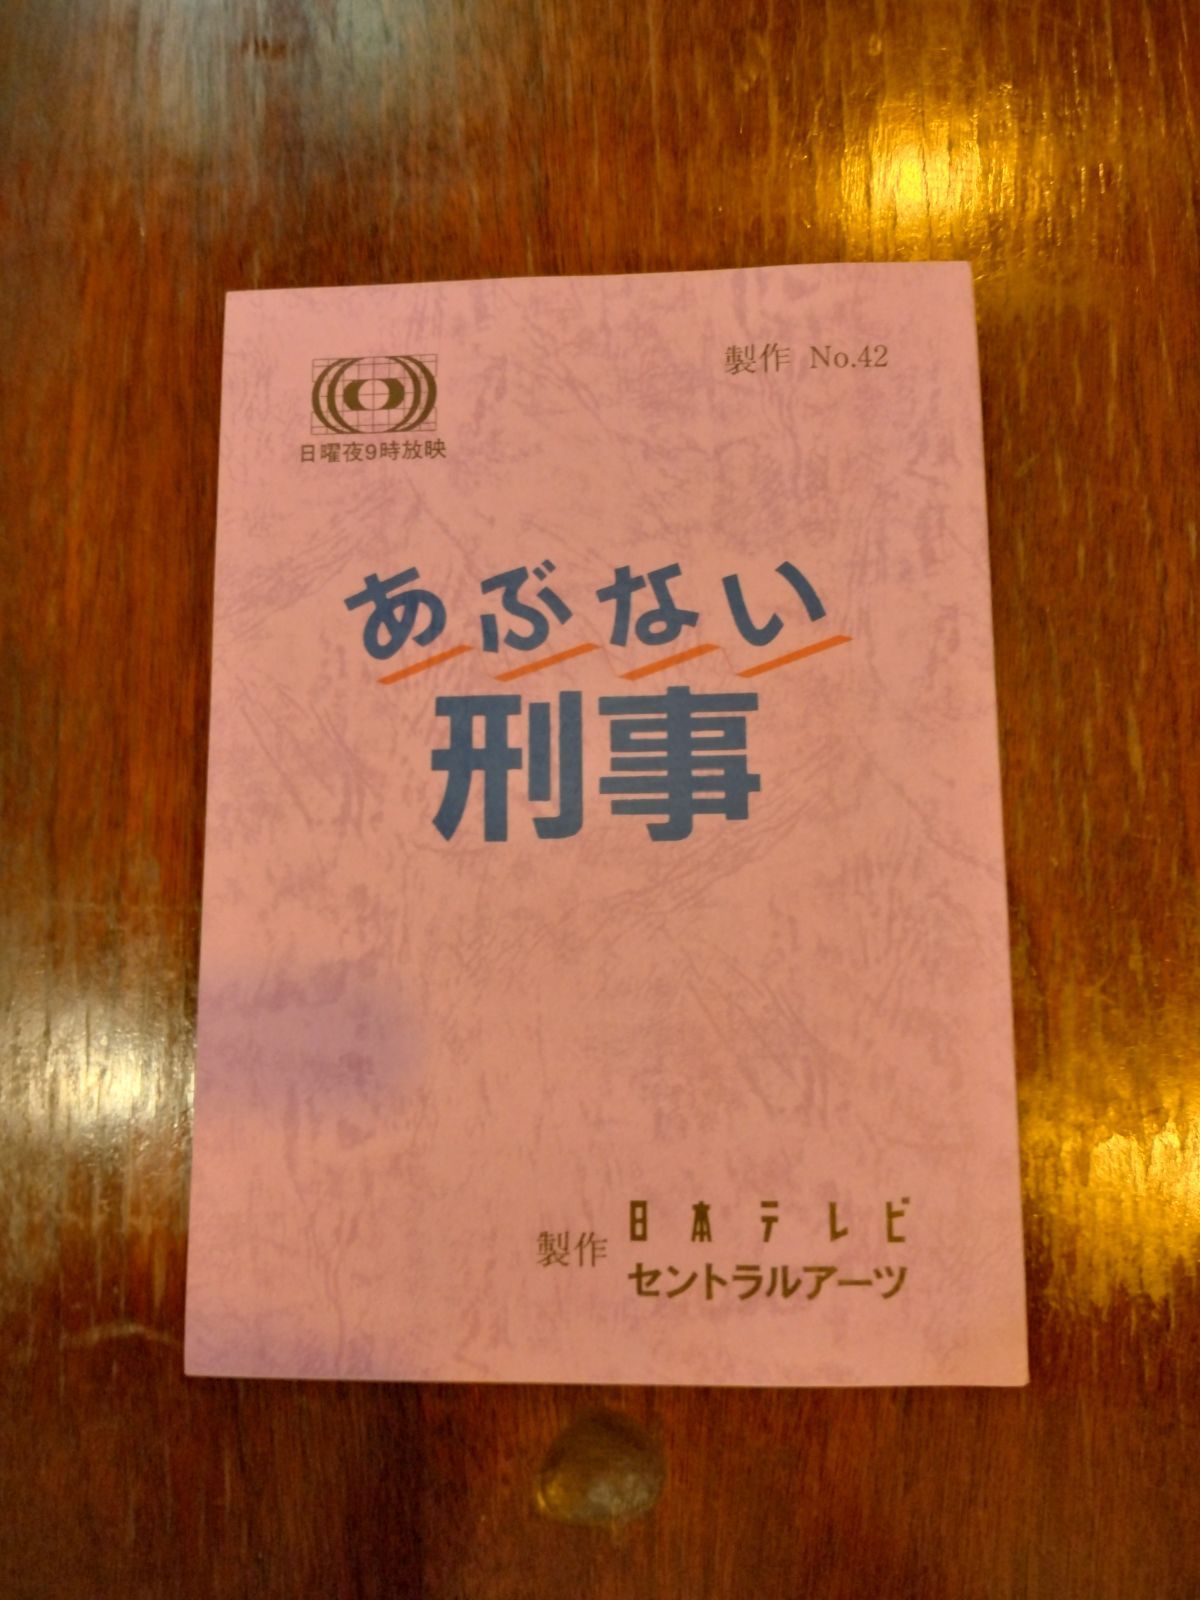 製作 No.42
日曜夜9時放映
あぶない
刑事
製作
日本テレビ
セントラルアーツ